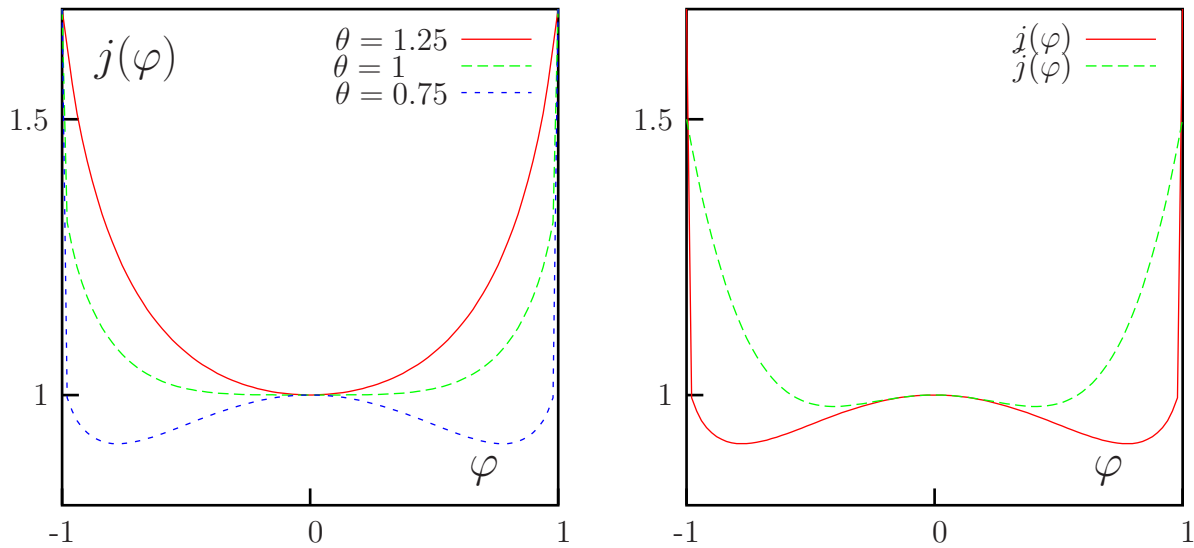 j(φ)
θ = 1.25
θ = 1
θ = 0.75
1.5
1
φ
-1 0 1
j(φ)
j(φ)
1.5
1
φ
-1 0 1